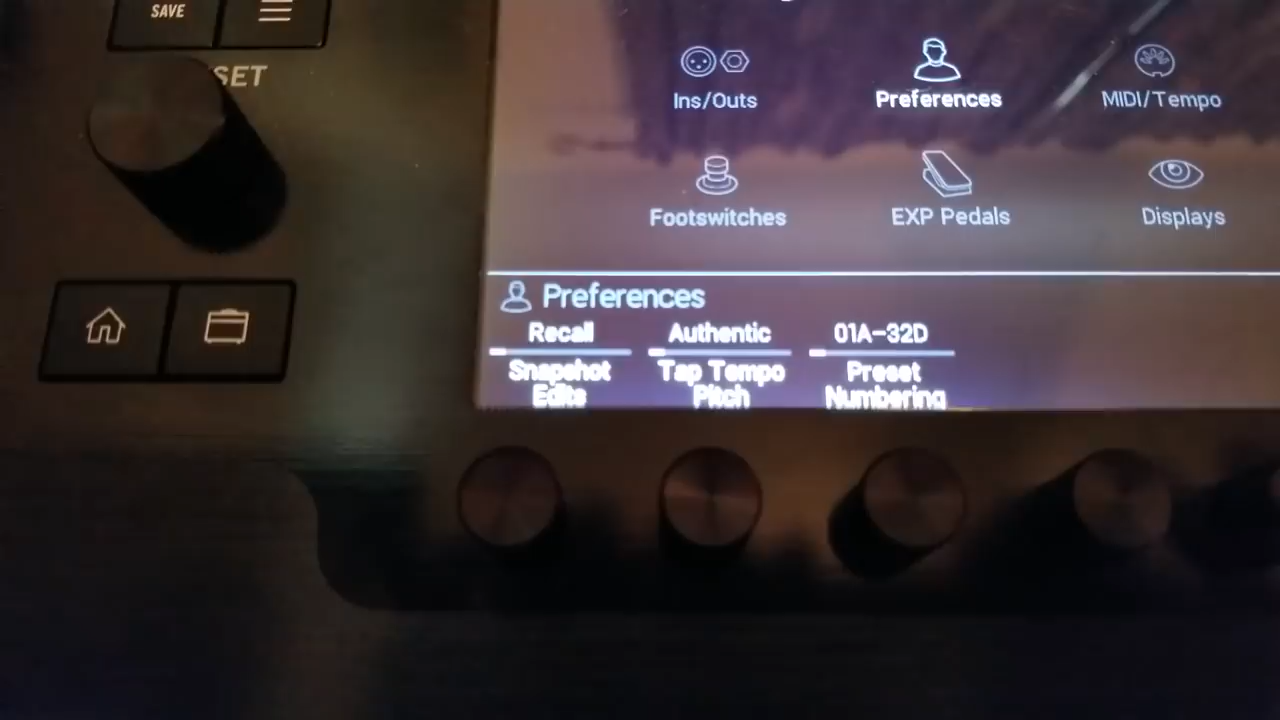 SAVE
SET
Ins/Outs
Preferences
MIDI/Tempo
Footswitches
EXP Pedals
Displays
Preferences
Recall
Authentic
01A-32D
Snapshot
Edits
Tap Tempo
Pitch
Preset
Numbering